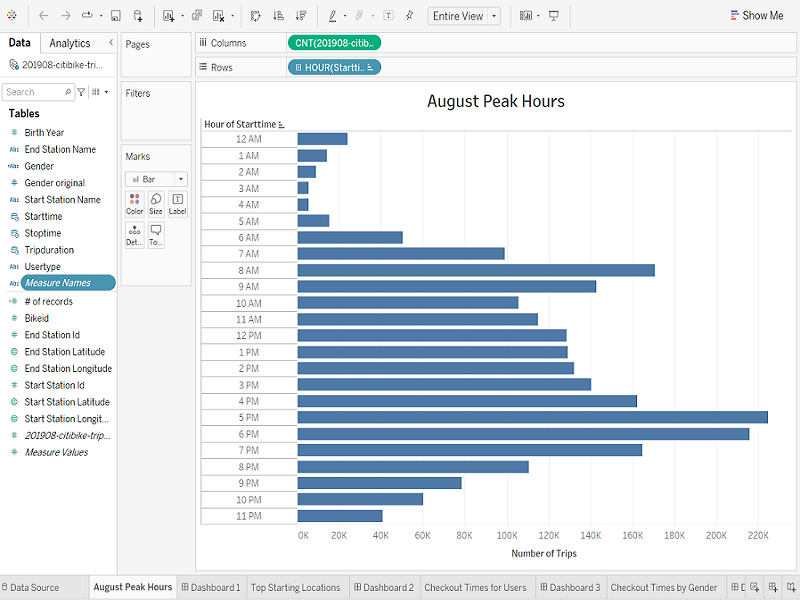 Entire View
Show Me
Data
Analytics
201908-citibike-tri...
Search
Tables
Birth Year
Abc End Station Name
Abc Gender
Gender original
Abc Start Station Name
Starttime
Stoptime
Tripduration
Abc Usertype
Abc Measure Names
# of records
Bikeid
End Station Id
End Station Latitude
End Station Longitude
Start Station Id
Start Station Latitude
Start Station Longit...
201908-citibike-trip...
Measure Values
Pages
Filters
Marks
Bar
Color Size Label
Det... To...
Columns CNT(201908-citib..
Rows HOUR(Startti..
August Peak Hours
Hour of Starttime
12 AM
1 AM
2 AM
3 AM
4 AM
5 AM
6 AM
7 AM
8 AM
9 AM
10 AM
11 AM
12 PM
1 PM
2 PM
3 PM
4 PM
5 PM
6 PM
7 PM
8 PM
9 PM
10 PM
11 PM
0K 20K 40K 60K 80K 100K 120K 140K 160K 180K 200K 220K
Number of Trips
Data Source August Peak Hours Dashboard 1 Top Starting Locations Dashboard 2 Checkout Times for Users Dashboard 3 Checkout Times by Gender D